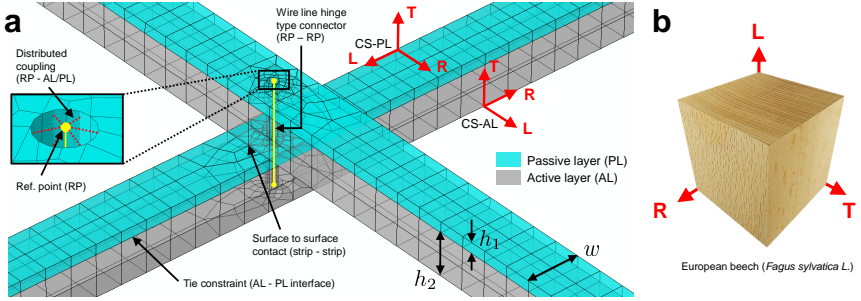 a
Distributed
coupling
(RP - AL/PL)
Ref. point (RP)
Wire line hinge
type connector
(RP – RP)
CS-PL
T
L
R
T
R
L
CS-AL
Passive layer (PL)
Active layer (AL)
Surface to surface
contact (strip - strip)
Tie constraint (AL - PL interface)
h2
h1
w
b
L
R
T
European beech (Fagus sylvatica L.)